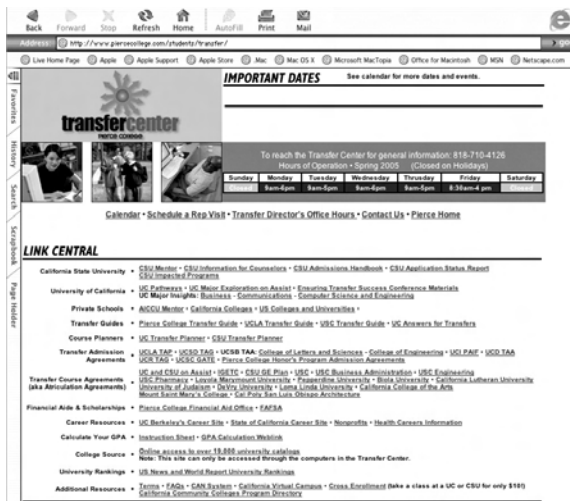 Back Forward Stop Refresh Home AutoFill Print Mail
Address http://www.piercecollege.com/students/transfer/ go
Live Home Page Apple Apple Support Apple Store .Mac Mac OS X Microsoft MacTopia Office for Macintosh MSN Netscape.com
Favorites
History
Search
Scrapbook
Page Holder
transfercenter
PIERCE COLLEGE
IMPORTANT DATES See calendar for more dates and events.
To reach the Transfer Center for general information: 818-710-4126
Hours of Operation • Spring 2005 (Closed on Holidays)
Sunday Monday Tuesday Wednesday Thrusday Friday Saturday
Closed 9am-6pm 9am-5pm 9am-6pm 9am-5pm 8:30am-4 pm Closed
Calendar • Schedule a Rep Visit • Transfer Director's Office Hours • Contact Us • Pierce Home
LINK CENTRAL
California State University • CSU Mentor • CSU Information for Counselors • CSU Admissions Handbook • CSU Application Status Report
CSU Impacted Programs
University of California • UC Pathways • UC Major Exploration on Assist • Ensuring Transfer Success Conference Materials
UC Major Insights: Business - Communications - Computer Science and Engineering
Private Schools • AICCU Mentor • California Colleges • US Colleges and Universities •
Transfer Guides • Pierce College Transfer Guide • UCLA Transfer Guide • USC Transfer Guide • UC Answers for Transfers
Course Planners • UC Transfer Planner • CSU Transfer Planner
Transfer Admission Agreements • UCLA TAP • UCSD TAG • UCSB TAA: College of Letters and Sciences - College of Engineering • UCI PAIF • UCD TAA
UCR TAG • UCSC GATE • Pierce College Honor's Program Admission Agreements
Transfer Course Agreements (aka Atriculation Agreements) • UC and CSU on Assist • IGETC • CSU GE Plan • USC • USC Business Administration • USC Engineering
USC Pharmacy • Loyola Marymount University • Pepperdine University • Biola University • California Lutheran University
University of Judaism • DeVry University • Loma Linda University • California College of the Arts
Mount Saint Mary's College • Cal Poly San Luis Obispo Architecture
Financial Aide & Scholarships • Pierce College Financial Aid Office • FAFSA
Career Resources • UC Berkeley's Career Site • State of California Career Site • Nonprofits • Health Careers Information
Calculate Your GPA • Instruction Sheet • GPA Calculation Weblink
College Source • Online access to over 10,000 university catalogs
Note: This site can only be accessed through the computers in the Transfer Center.
University Rankings • US News and World Report University Rankings
Additional Resources • Terms • FAQs • CAN System • California Virtual Campus • Cross Enrollment (take a class at a UC or CSU for only $10!)
California Community Colleges Program Directory